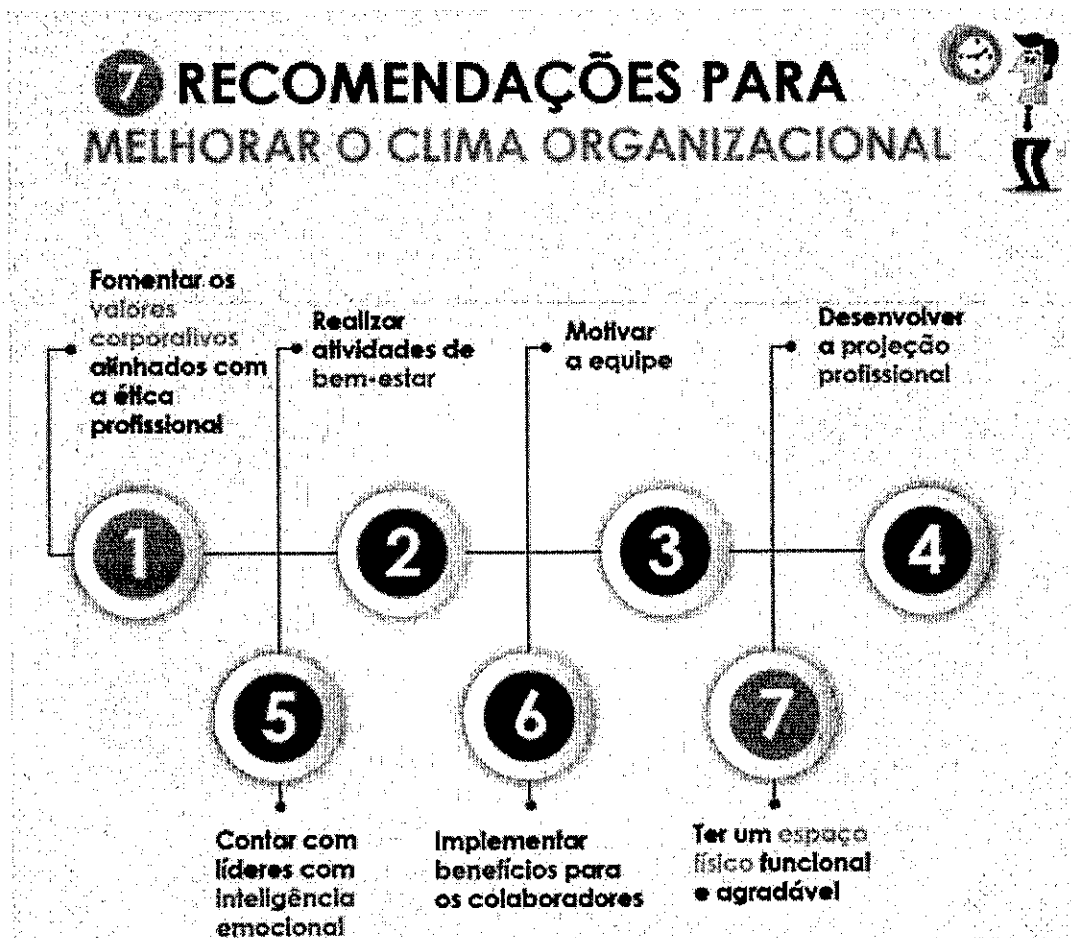 7 RECOMENDAÇÕES PARA
MELHORAR O CLIMA ORGANIZACIONAL
Fomentar os
valores
corporativos
alinhados com
a ética
profissional
Realizar
atividades de
bem-estar
Motivar
a equipe
Desenvolver
a projeção
profissional
1
2
3
4
5
6
7
Contar com
líderes com
inteligência
emocional
Implementar
benefícios para
os colaboradores
Ter um espaço
físico funcional
e agradável